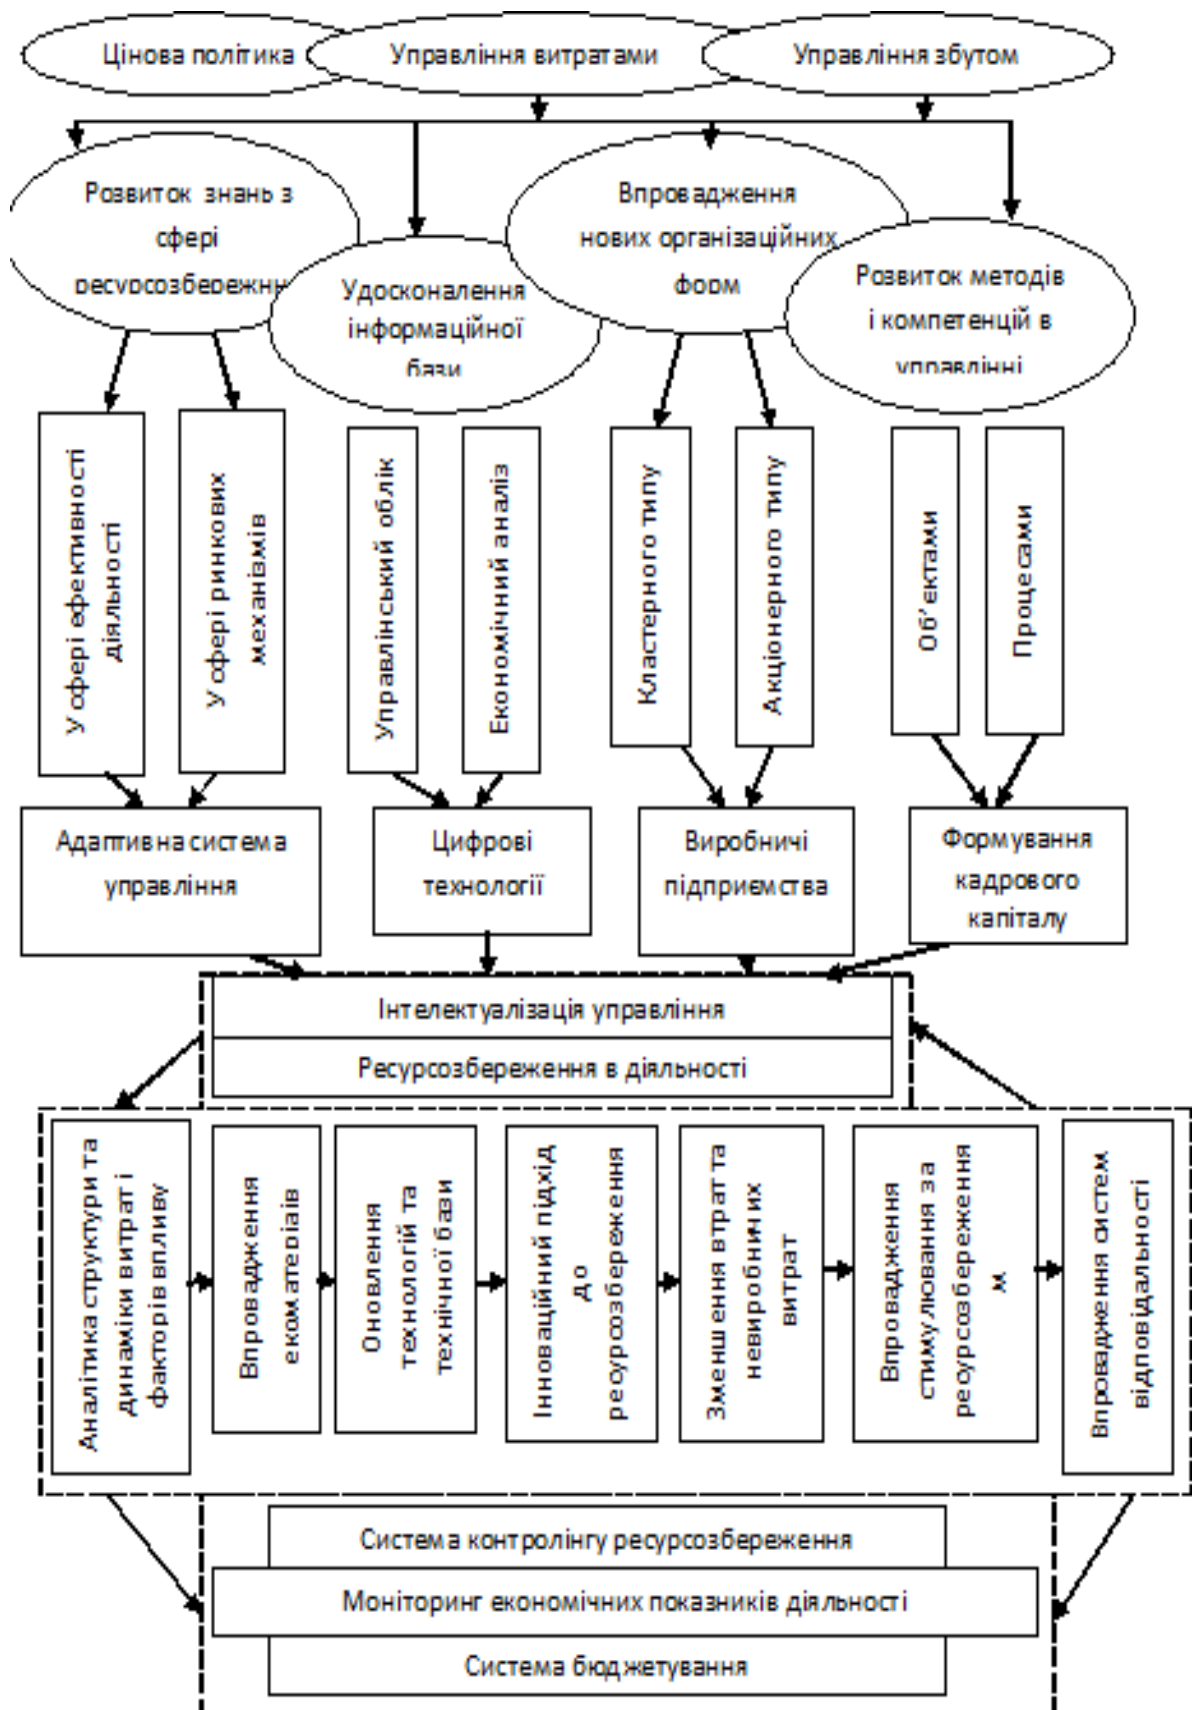 Цінова політика
Управління витратами
Управління збутом
Розвиток знань з
сфері
ресурсозбережнн
Удосконалення
інформаційної
бази
Впровадження
нових організаційних
форм
Розвиток методів
і компетенцій в
управлінні
У сфері ефективності
діяльності
У сфері ринкових
механізмів
Управлінський облік
Економічний аналіз
Кластерного типу
Акціонерного типу
Об'єктами
Процесами
Адаптивна система
управління
Цифрові
технології
Виробничі
підприємства
Формування
кадрового
капіталу
Інтелектуалізація управління
Ресурсозбереження в діяльності
Аналітика структури та
динаміки витрат і
факторів впливу
Впровадження
екоматеріаів
Оновлення
технологій та
технічної бази
Інноваційний підхід
до
ресурсозбереження
Зменшення втрат та
невиробничих
витрат
Впровадження
стимулювання за
ресурсозбереження
м
Впровадження систем
відповідальності
Система контролінгу ресурсозбереження
Моніторинг економічних показників діяльності
Система бюджетування